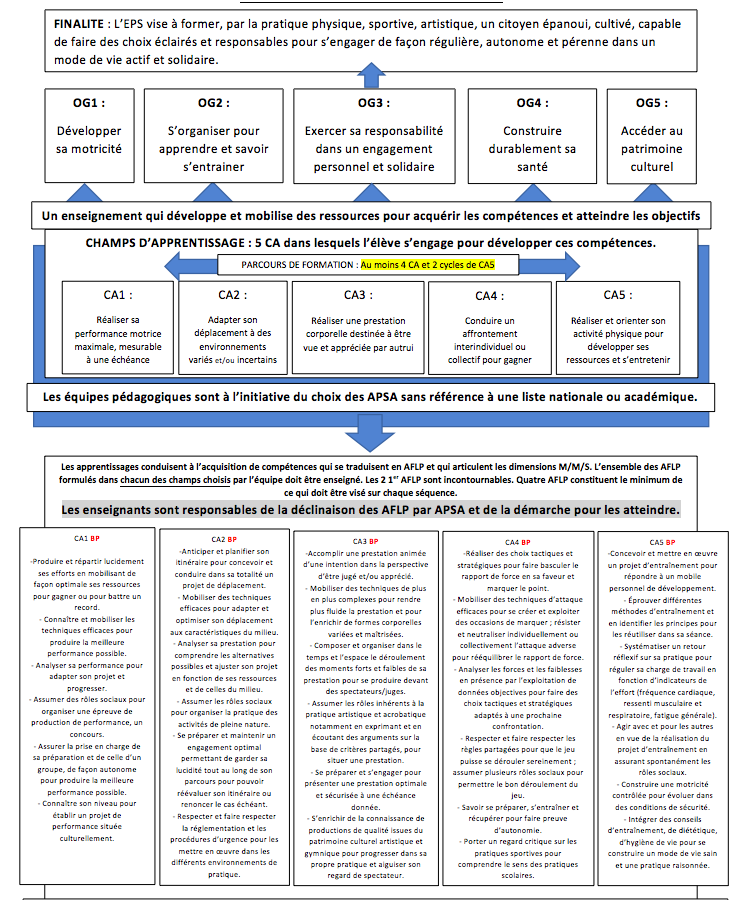 FINALITE : L’EPS vise à former, par la pratique physique, sportive, artistique, un citoyen épanoui, cultivé, capable
de faire des choix éclairés et responsables pour s’engager de façon régulière, autonome et pérenne dans un
mode de vie actif et solidaire.
OG1 :
Développer
sa motricité
OG2 :
S’organiser pour
apprendre et savoir
s’entrainer
OG3 :
Exercer sa responsabilité
dans un engagement
personnel et solidaire
OG4 :
Construire
durablement sa
santé
OG5 :
Accéder au
patrimoine
culturel
Un enseignement qui développe et mobilise des ressources pour acquérir les compétences et atteindre les objectifs
CHAMPS D’APPRENTISSAGE : 5 CA dans lesquels l’élève s’engage pour développer ces compétences.
PARCOURS DE FORMATION : Au moins 4 CA et 2 cycles de CA5
CA1 :
Réaliser sa
performance motrice
maximale, mesurable
à une échéance
CA2 :
Adapter son
déplacement à des
environnements
variés et/ou incertains
CA3 :
Réaliser une prestation
corporelle destinée à être
vue et appréciée par autrui
CA4 :
Conduire un
affrontement
interindividuel ou
collectif pour gagner
CA5 :
Réaliser et orienter son
activité physique pour
développer ses
ressources et s’entretenir
Les équipes pédagogiques sont à l’initiative du choix des APSA sans référence à une liste nationale ou académique.
Les apprentissages conduisent à l’acquisition de compétences qui se traduisent en AFLP et qui articulent les dimensions M/M/S. L’ensemble des AFLP
formulés dans chacun des champs choisis par l’équipe doit être enseigné. Les 2 1er AFLP sont incontournables. Quatre AFLP constituent le minimum de
ce qui doit être visé sur chaque séquence.
Les enseignants sont responsables de la déclinaison des AFLP par APSA et de la démarche pour les atteindre.
CA1 BP
-Produire et répartir lucidement
ses efforts en mobilisant de
façon optimale ses ressources
pour gagner ou pour battre un
record.
- Connaître et mobiliser les
techniques efficaces pour
produire la meilleure
performance possible.
- Analyser sa performance pour
adapter son projet et
progresser.
- Assumer des rôles sociaux pour
organiser une épreuve de
production de performance, un
concours.
- Assurer la prise en charge de
sa préparation et de celle d’un
groupe, de façon autonome
pour produire la meilleure
performance possible.
- Connaître son niveau pour
établir un projet de
performance située
culturellement.
CA2 BP
-Anticiper et planifier son
itinéraire pour concevoir et
conduire dans sa totalité un
projet de déplacement.
- Mobiliser des techniques
efficaces pour adapter et
optimiser son déplacement
aux caractéristiques du milieu.
- Analyser sa prestation pour
comprendre les alternatives
possibles et ajuster son projet
en fonction de ses ressources
et de celles du milieu.
- Assumer les rôles sociaux
pour organiser la pratique des
activités de pleine nature.
- Se préparer et maintenir un
engagement optimal
permettant de garder sa
lucidité tout au long de son
parcours pour pouvoir
réévaluer son itinéraire ou
renoncer le cas échéant.
- Respecter et faire respecter
la réglementation et les
procédures d’urgence pour les
mettre en œuvre dans les
différents environnements de
pratique.
CA3 BP
-Accomplir une prestation animée
d’une intention dans la perspective
d’être jugé et/ou apprécié.
- Mobiliser des techniques de plus
en plus complexes pour rendre
plus fluide la prestation et pour
l’enrichir de formes corporelles
variées et maîtrisées.
- Composer et organiser dans le
temps et l’espace le déroulement
des moments forts et faibles de sa
prestation pour se produire devant
des spectateurs/juges.
- Assumer les rôles inhérents à la
pratique artistique et acrobatique
notamment en exprimant et en
écoutant des arguments sur la
base de critères partagés, pour
situer une prestation.
- Se préparer et s’engager pour
présenter une prestation optimale
et sécurisée à une échéance
donnée.
- S’enrichir de la connaissance de
productions de qualité issues du
patrimoine culturel artistique et
gymnique pour progresser dans sa
propre pratique et aiguiser son
regard de spectateur.
CA4 BP
-Réaliser des choix tactiques et
stratégiques pour faire basculer le
rapport de force en sa faveur et
marquer le point.
- Mobiliser des techniques d’attaque
efficaces pour se créer et exploiter
des occasions de marquer ; résister
et neutraliser individuellement ou
collectivement l’attaque adverse
pour rééquilibrer le rapport de force.
- Analyser les forces et les faiblesses
en présence par l’exploitation de
données objectives pour faire des
choix tactiques et stratégiques
adaptés à une prochaine
confrontation.
- Respecter et faire respecter les
règles partagées pour que le jeu
puisse se dérouler sereinement ;
assumer plusieurs rôles sociaux pour
permettre le bon déroulement du
jeu.
- Savoir se préparer, s’entraîner et
récupérer pour faire preuve
d’autonomie.
- Porter un regard critique sur les
pratiques sportives pour
comprendre le sens des pratiques
scolaires.
CA5 BP
-Concevoir et mettre en œuvre
un projet d’entraînement pour
répondre à un mobile
personnel de développement.
- Éprouver différentes
méthodes d’entraînement et
en identifier les principes pour
les réutiliser dans sa séance.
- Systématiser un retour
réflexif sur sa pratique pour
réguler sa charge de travail en
fonction d’indicateurs de
l’effort (fréquence cardiaque,
ressenti musculaire et
respiratoire, fatigue générale).
- Agir avec et pour les autres
en vue de la réalisation du
projet d’entraînement en
assurant spontanément les
rôles sociaux.
- Construire une motricité
contrôlée pour évoluer dans
des conditions de sécurité.
- Intégrer des conseils
d’entraînement, de diététique,
d’hygiène de vie pour se
construire un mode de vie sain
et une pratique raisonnée.